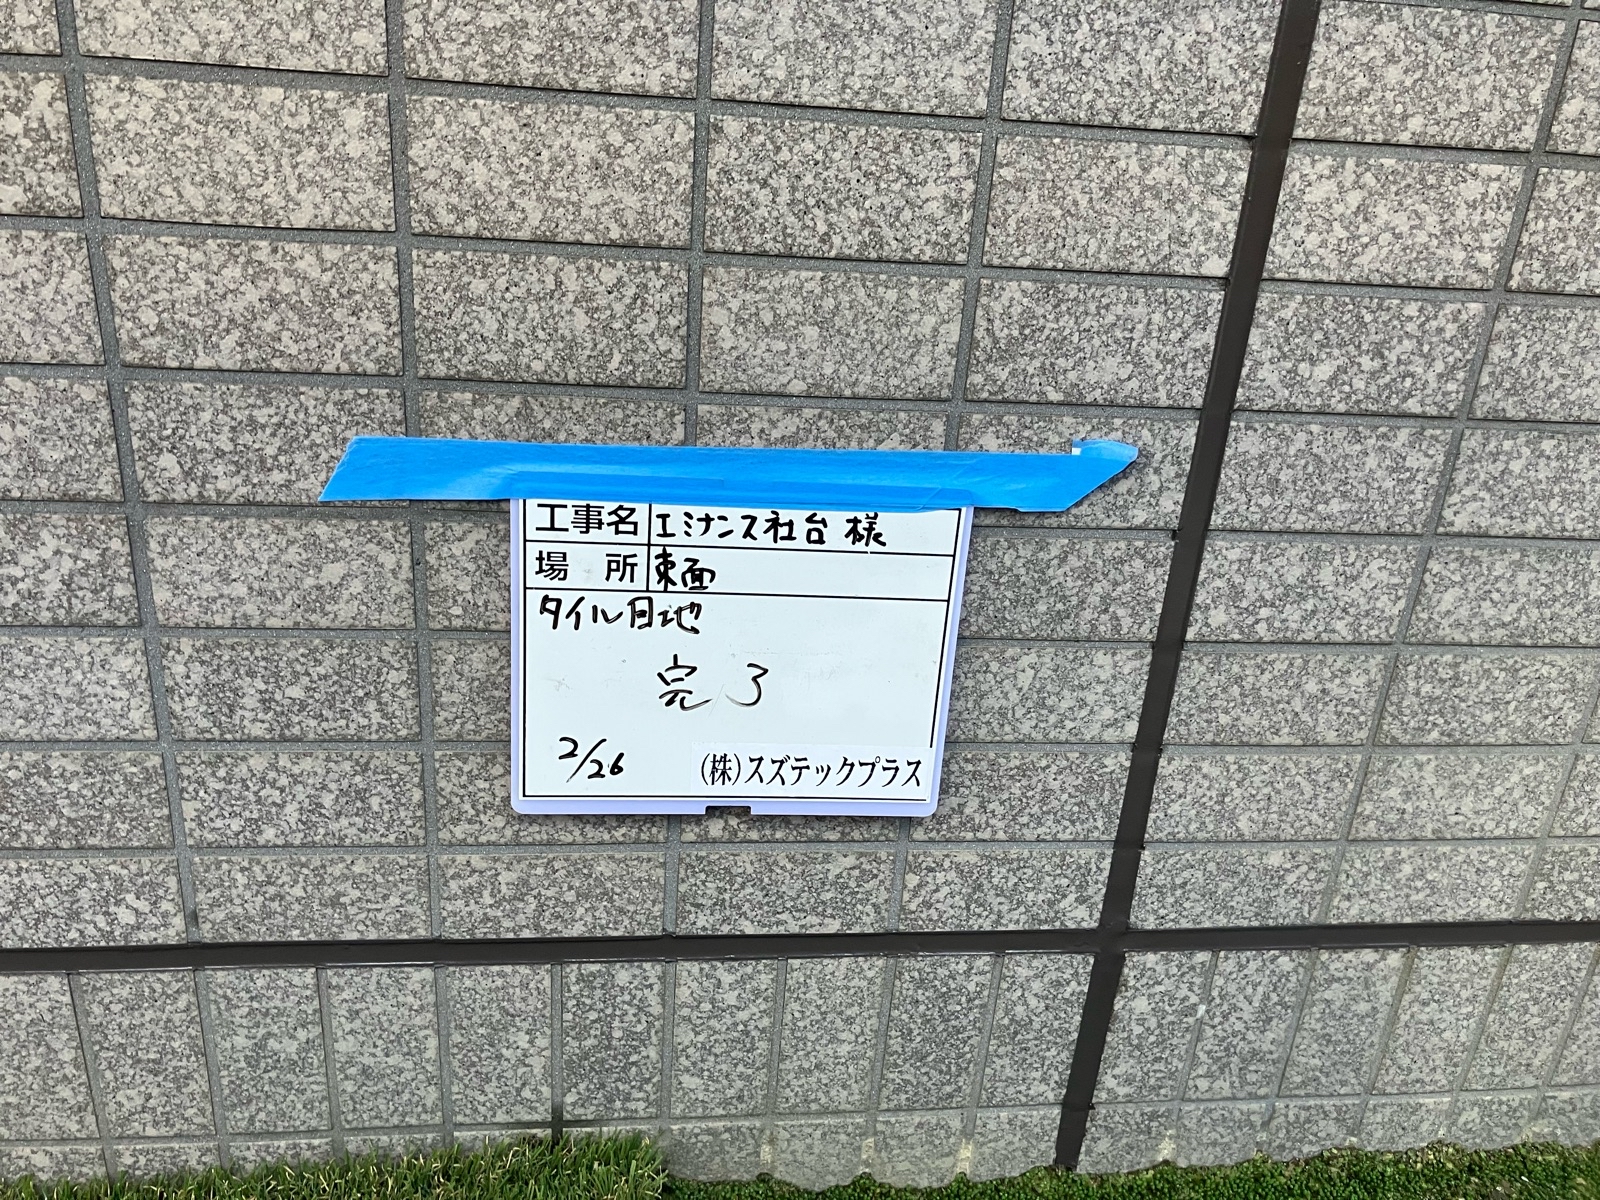 工事名 エミナンス社台 様
場 所 東面
タイル目地
完了
2/26 (株)スズテックプラス